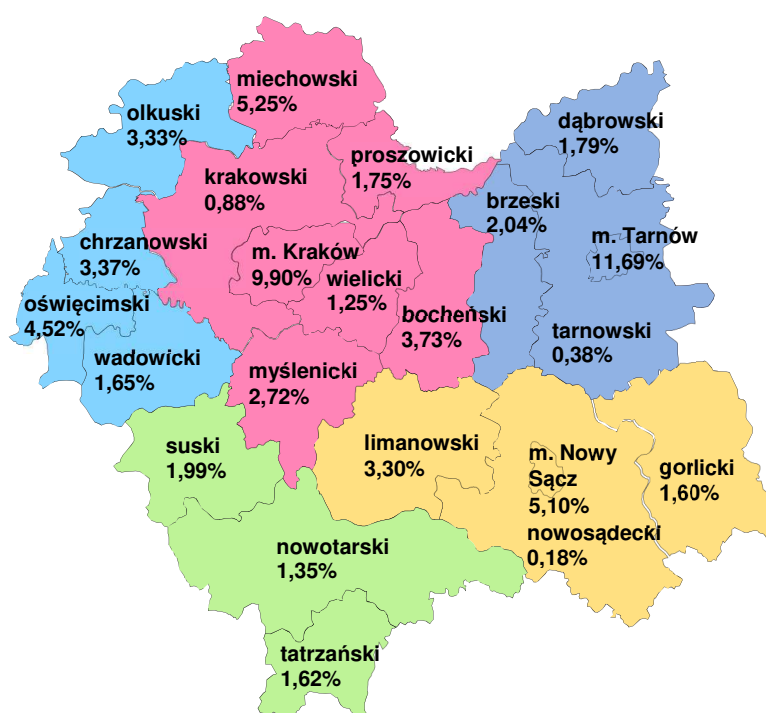 miechowski
5,25%
olkuski
3,33%
dąbrowski
1,79%
proszowicki
1,75%
krakowski
0,88%
brzeski
2,04%
chrzanowski
3,37%
m. Kraków
9,90%
m. Tarnów
11,69%
wielicki
1,25%
oświęcimski
4,52%
bocheński
3,73%
tarnowski
0,38%
wadowicki
1,65%
myślenicki
2,72%
suski
1,99%
limanowski
3,30%
m. Nowy
Sącz
5,10%
gorlicki
1,60%
nowosądecki
0,18%
nowotarski
1,35%
tatrzański
1,62%